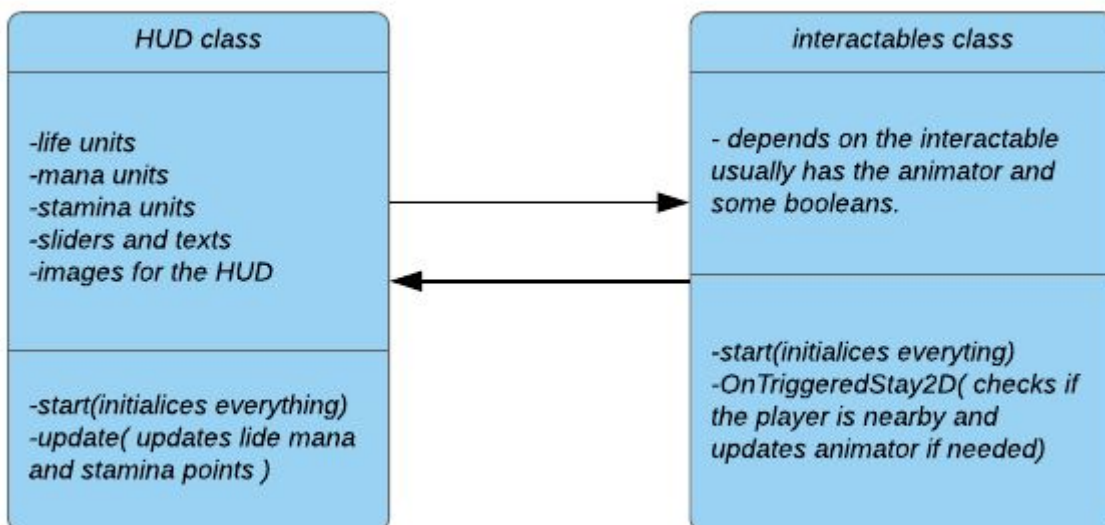 HUD class
-life units
-mana units
-stamina units
-sliders and texts
-images for the HUD
-start(initialices everything)
-update( updates lide mana
and stamina points )
interactables class
- depends on the interactable
usually has the animator and
some booleans.
-start(initialices everyting)
-OnTriggeredStay2D( checks if
the player is nearby and
updates animator if needed)